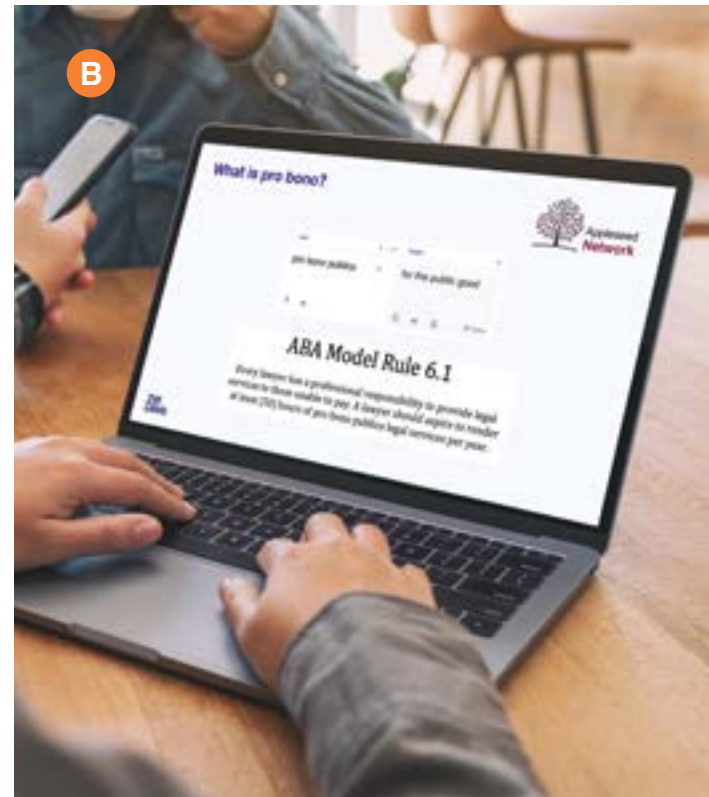 B
What is pro bono?
Appleseed
Network
pro bono publico
for the public good
ABA Model Rule 6.1
Every lawyer has a professional responsibility to provide legal
services to those unable to pay. A lawyer should aspire to render
at least (50) hours of pro bono publico legal services per year.